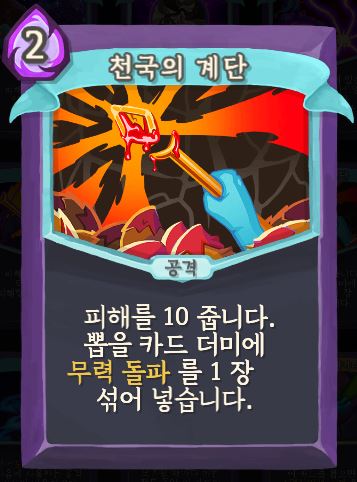 2
천국의 계단
공격
피해를 10 줍니다.
뽑을 카드 더미에
무력 돌파 를 1 장
섞어 넣습니다.